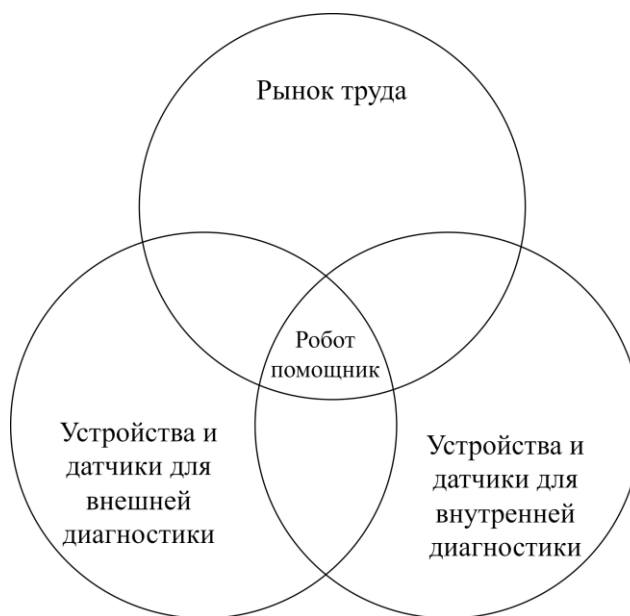 Рынок труда
Робот
помощник
Устройства и
датчики для
внешней
диагностики
Устройства и
датчики для
внутренней
диагностики